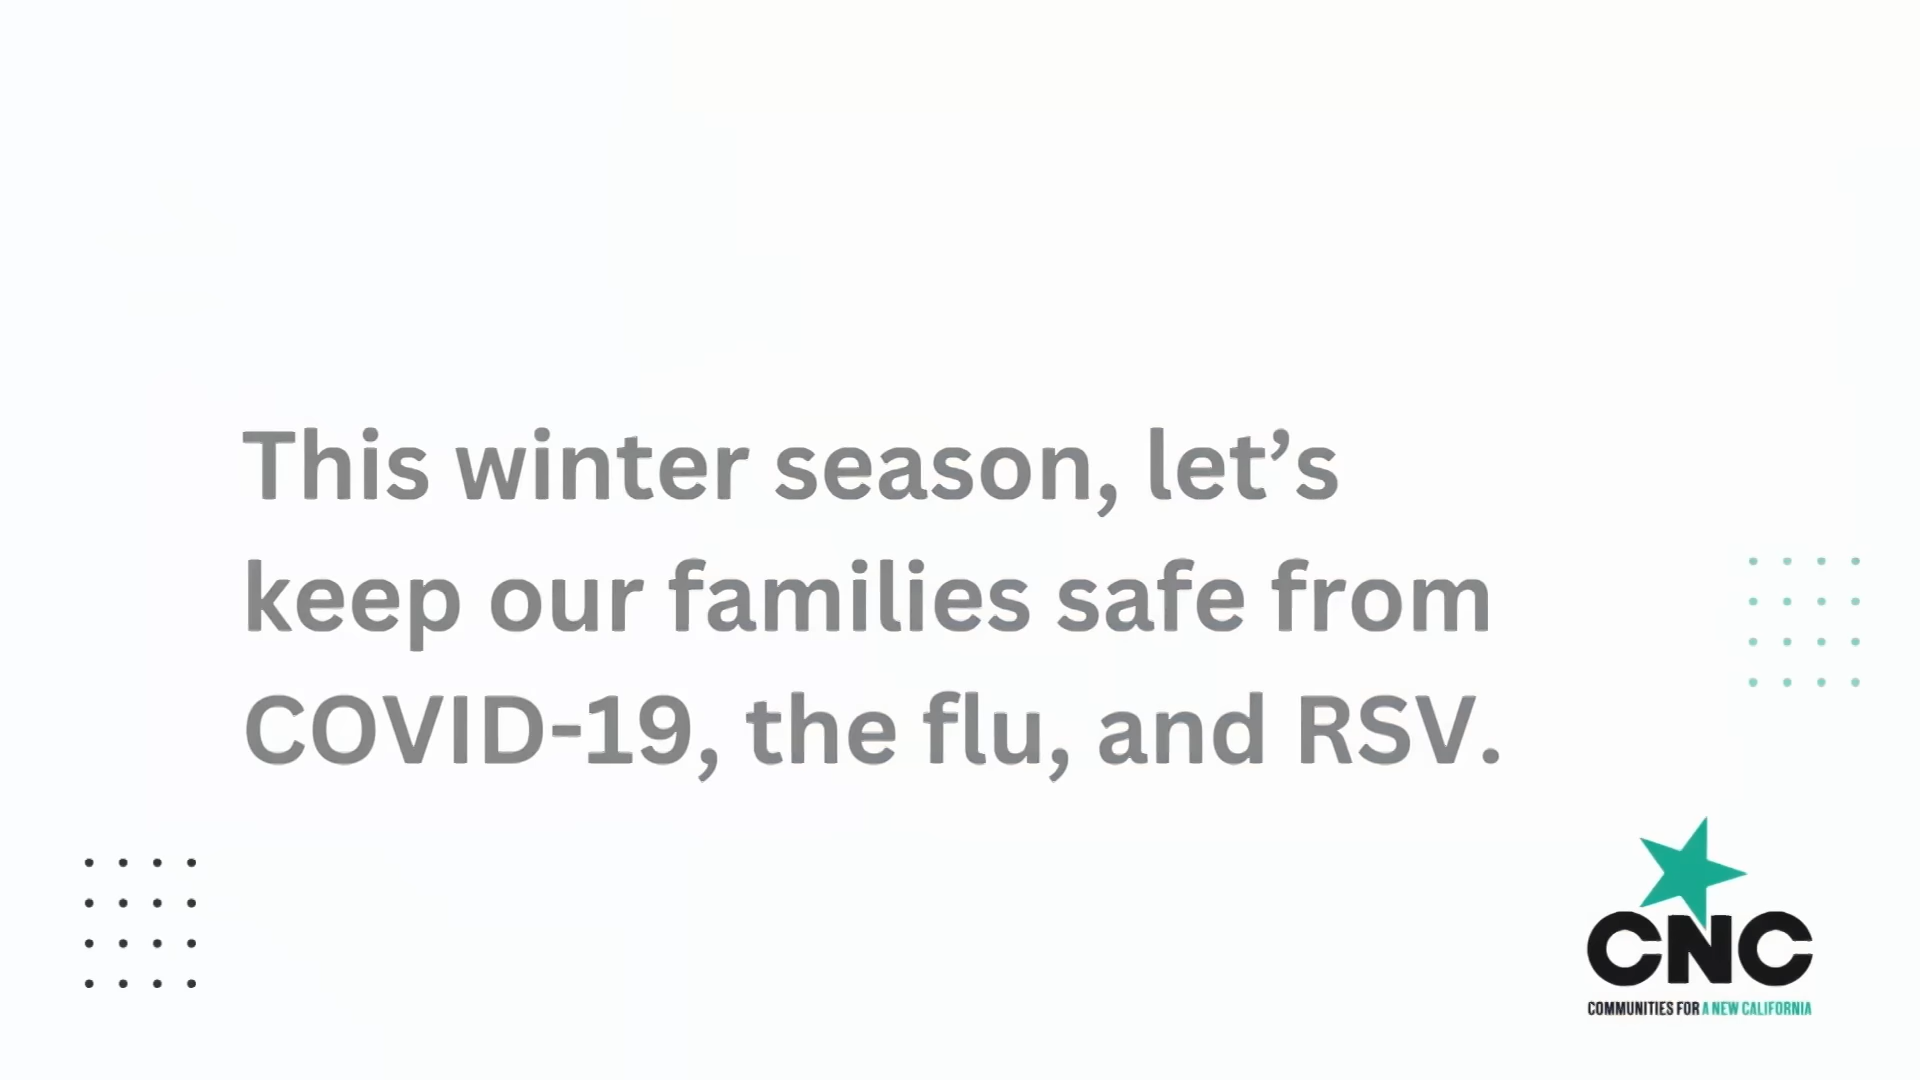 This winter season, let’s
keep our families safe from
COVID-19, the flu, and RSV.
CNC
COMMUNITIES FOR A NEW CALIFORNIA